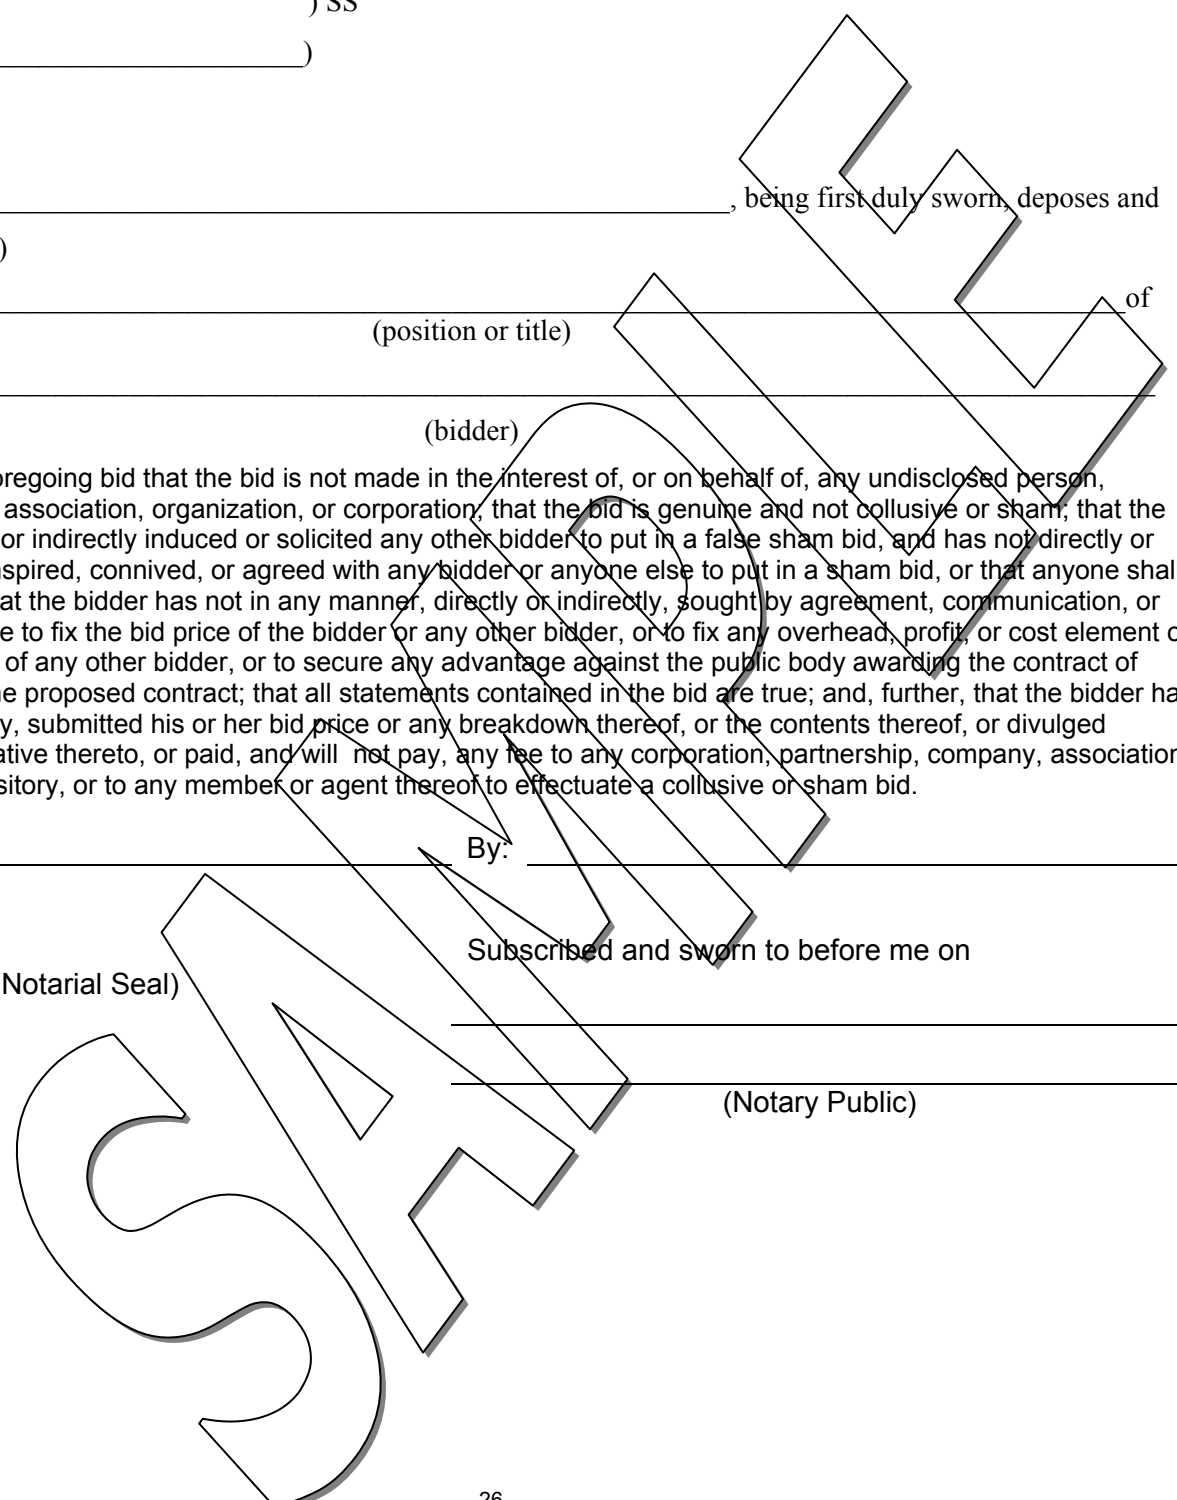 ) SS
)
, being first duly sworn, deposes and
)
of
(position or title)
(bidder)
oregoing bid that the bid is not made in the interest of, or on behalf of, any undisclosed person,
association, organization, or corporation; that the bid is genuine and not collusive or sham; that the
or indirectly induced or solicited any other bidder to put in a false sham bid, and has not directly or
nspired, connived, or agreed with any bidder or anyone else to put in a sham bid, or that anyone shal
at the bidder has not in any manner, directly or indirectly, sought by agreement, communication, or
e to fix the bid price of the bidder or any other bidder, or to fix any overhead, profit, or cost element o
of any other bidder, or to secure any advantage against the public body awarding the contract of
ne proposed contract; that all statements contained in the bid are true; and, further, that the bidder ha
y, submitted his or her bid price or any breakdown thereof, or the contents thereof, or divulged
ative thereto, or paid, and will not pay, any fee to any corporation, partnership, company, association
sitory, or to any member or agent thereof to effectuate a collusive or sham bid.
By:
Subscribed and sworn to before me on
Notarial Seal)
(Notary Public)
SAMPLE
26